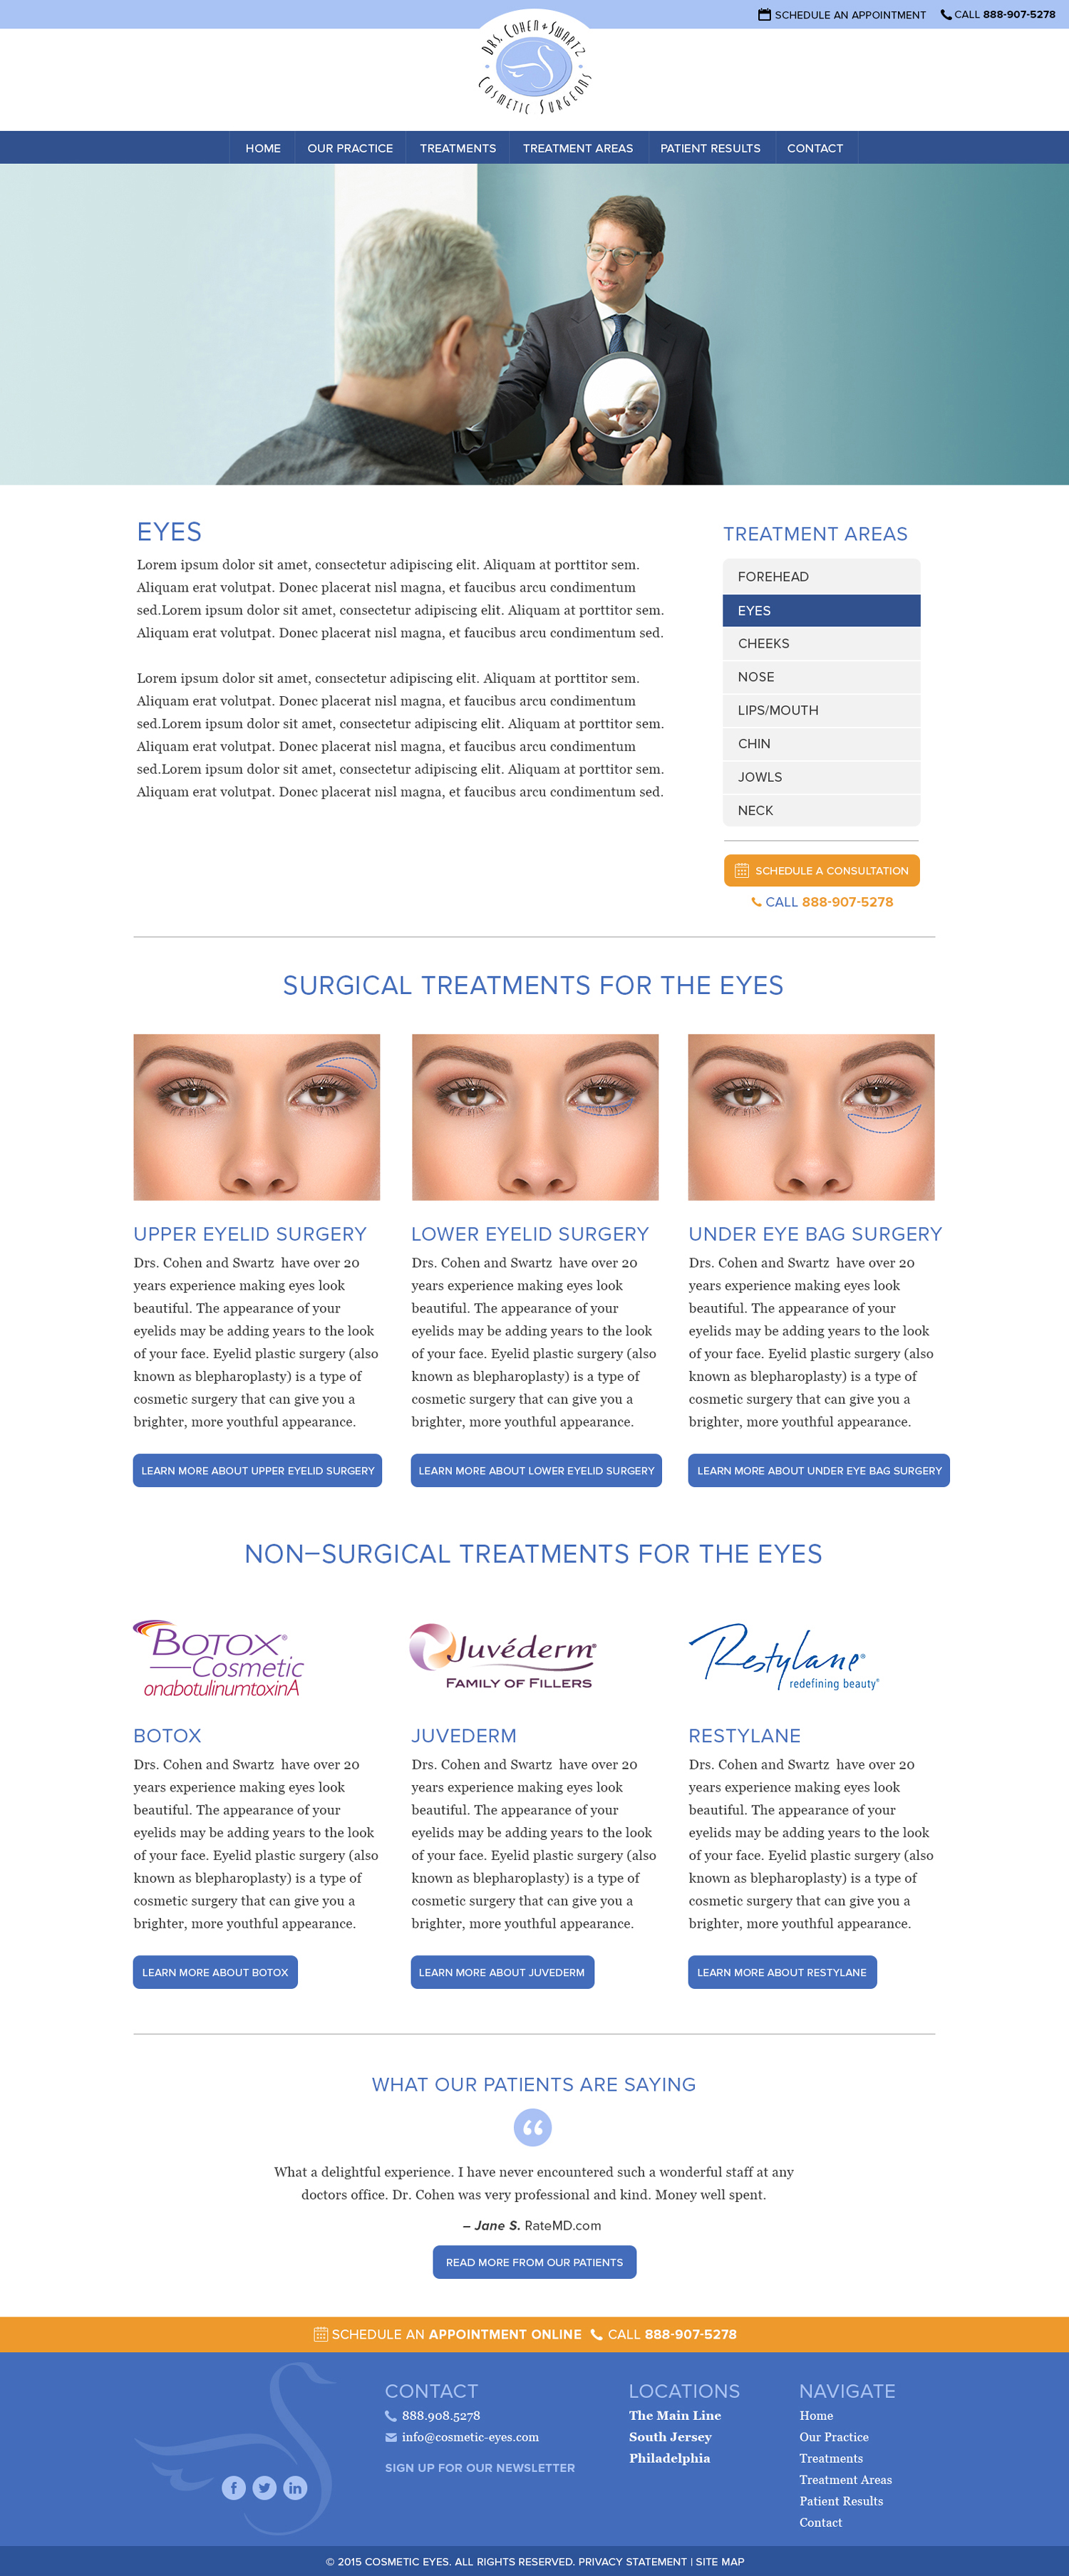 SCHEDULE AN APPOINTMENT CALL 888-907-5278
DRS. COHEN + SWARTZ
COSMETIC SURGEONS
HOME OUR PRACTICE TREATMENTS TREATMENT AREAS PATIENT RESULTS CONTACT
EYES
Lorem ipsum dolor sit amet, consectetur adipiscing elit. Aliquam at porttitor sem.
Aliquam erat volutpat. Donec placerat nisl magna, et faucibus arcu condimentum
sed.Lorem ipsum dolor sit amet, consectetur adipiscing elit. Aliquam at porttitor sem.
Aliquam erat volutpat. Donec placerat nisl magna, et faucibus arcu condimentum sed.
Lorem ipsum dolor sit amet, consectetur adipiscing elit. Aliquam at porttitor sem.
Aliquam erat volutpat. Donec placerat nisl magna, et faucibus arcu condimentum
sed.Lorem ipsum dolor sit amet, consectetur adipiscing elit. Aliquam at porttitor sem.
Aliquam erat volutpat. Donec placerat nisl magna, et faucibus arcu condimentum
sed.Lorem ipsum dolor sit amet, consectetur adipiscing elit. Aliquam at porttitor sem.
Aliquam erat volutpat. Donec placerat nisl magna, et faucibus arcu condimentum sed.
TREATMENT AREAS
FOREHEAD
EYES
CHEEKS
NOSE
LIPS/MOUTH
CHIN
JOWLS
NECK
SCHEDULE A CONSULTATION
CALL 888-907-5278
SURGICAL TREATMENTS FOR THE EYES
UPPER EYELID SURGERY
Drs. Cohen and Swartz have over 20
years experience making eyes look
beautiful. The appearance of your
eyelids may be adding years to the look
of your face. Eyelid plastic surgery (also
known as blepharoplasty) is a type of
cosmetic surgery that can give you a
brighter, more youthful appearance.
LEARN MORE ABOUT UPPER EYELID SURGERY
LOWER EYELID SURGERY
Drs. Cohen and Swartz have over 20
years experience making eyes look
beautiful. The appearance of your
eyelids may be adding years to the look
of your face. Eyelid plastic surgery (also
known as blepharoplasty) is a type of
cosmetic surgery that can give you a
brighter, more youthful appearance.
LEARN MORE ABOUT LOWER EYELID SURGERY
UNDER EYE BAG SURGERY
Drs. Cohen and Swartz have over 20
years experience making eyes look
beautiful. The appearance of your
eyelids may be adding years to the look
of your face. Eyelid plastic surgery (also
known as blepharoplasty) is a type of
cosmetic surgery that can give you a
brighter, more youthful appearance.
LEARN MORE ABOUT UNDER EYE BAG SURGERY
NON–SURGICAL TREATMENTS FOR THE EYES
BOTOX®
Cosmetic
onabotulinumtoxinA
BOTOX
Drs. Cohen and Swartz have over 20
years experience making eyes look
beautiful. The appearance of your
eyelids may be adding years to the look
of your face. Eyelid plastic surgery (also
known as blepharoplasty) is a type of
cosmetic surgery that can give you a
brighter, more youthful appearance.
LEARN MORE ABOUT BOTOX
Juvéderm®
FAMILY OF FILLERS
JUVEDERM
Drs. Cohen and Swartz have over 20
years experience making eyes look
beautiful. The appearance of your
eyelids may be adding years to the look
of your face. Eyelid plastic surgery (also
known as blepharoplasty) is a type of
cosmetic surgery that can give you a
brighter, more youthful appearance.
LEARN MORE ABOUT JUVEDERM
Restylane®
redefining beauty®
RESTYLANE
Drs. Cohen and Swartz have over 20
years experience making eyes look
beautiful. The appearance of your
eyelids may be adding years to the look
of your face. Eyelid plastic surgery (also
known as blepharoplasty) is a type of
cosmetic surgery that can give you a
brighter, more youthful appearance.
LEARN MORE ABOUT RESTYLANE
WHAT OUR PATIENTS ARE SAYING
“
What a delightful experience. I have never encountered such a wonderful staff at any
doctors office. Dr. Cohen was very professional and kind. Money well spent.
– Jane S. RateMD.com
READ MORE FROM OUR PATIENTS
SCHEDULE AN APPOINTMENT ONLINE CALL 888-907-5278
f in
CONTACT
888.908.5278
info@cosmetic-eyes.com
SIGN UP FOR OUR NEWSLETTER
LOCATIONS
The Main Line
South Jersey
Philadelphia
NAVIGATE
Home
Our Practice
Treatments
Treatment Areas
Patient Results
Contact
© 2015 COSMETIC EYES. ALL RIGHTS RESERVED. PRIVACY STATEMENT | SITE MAP